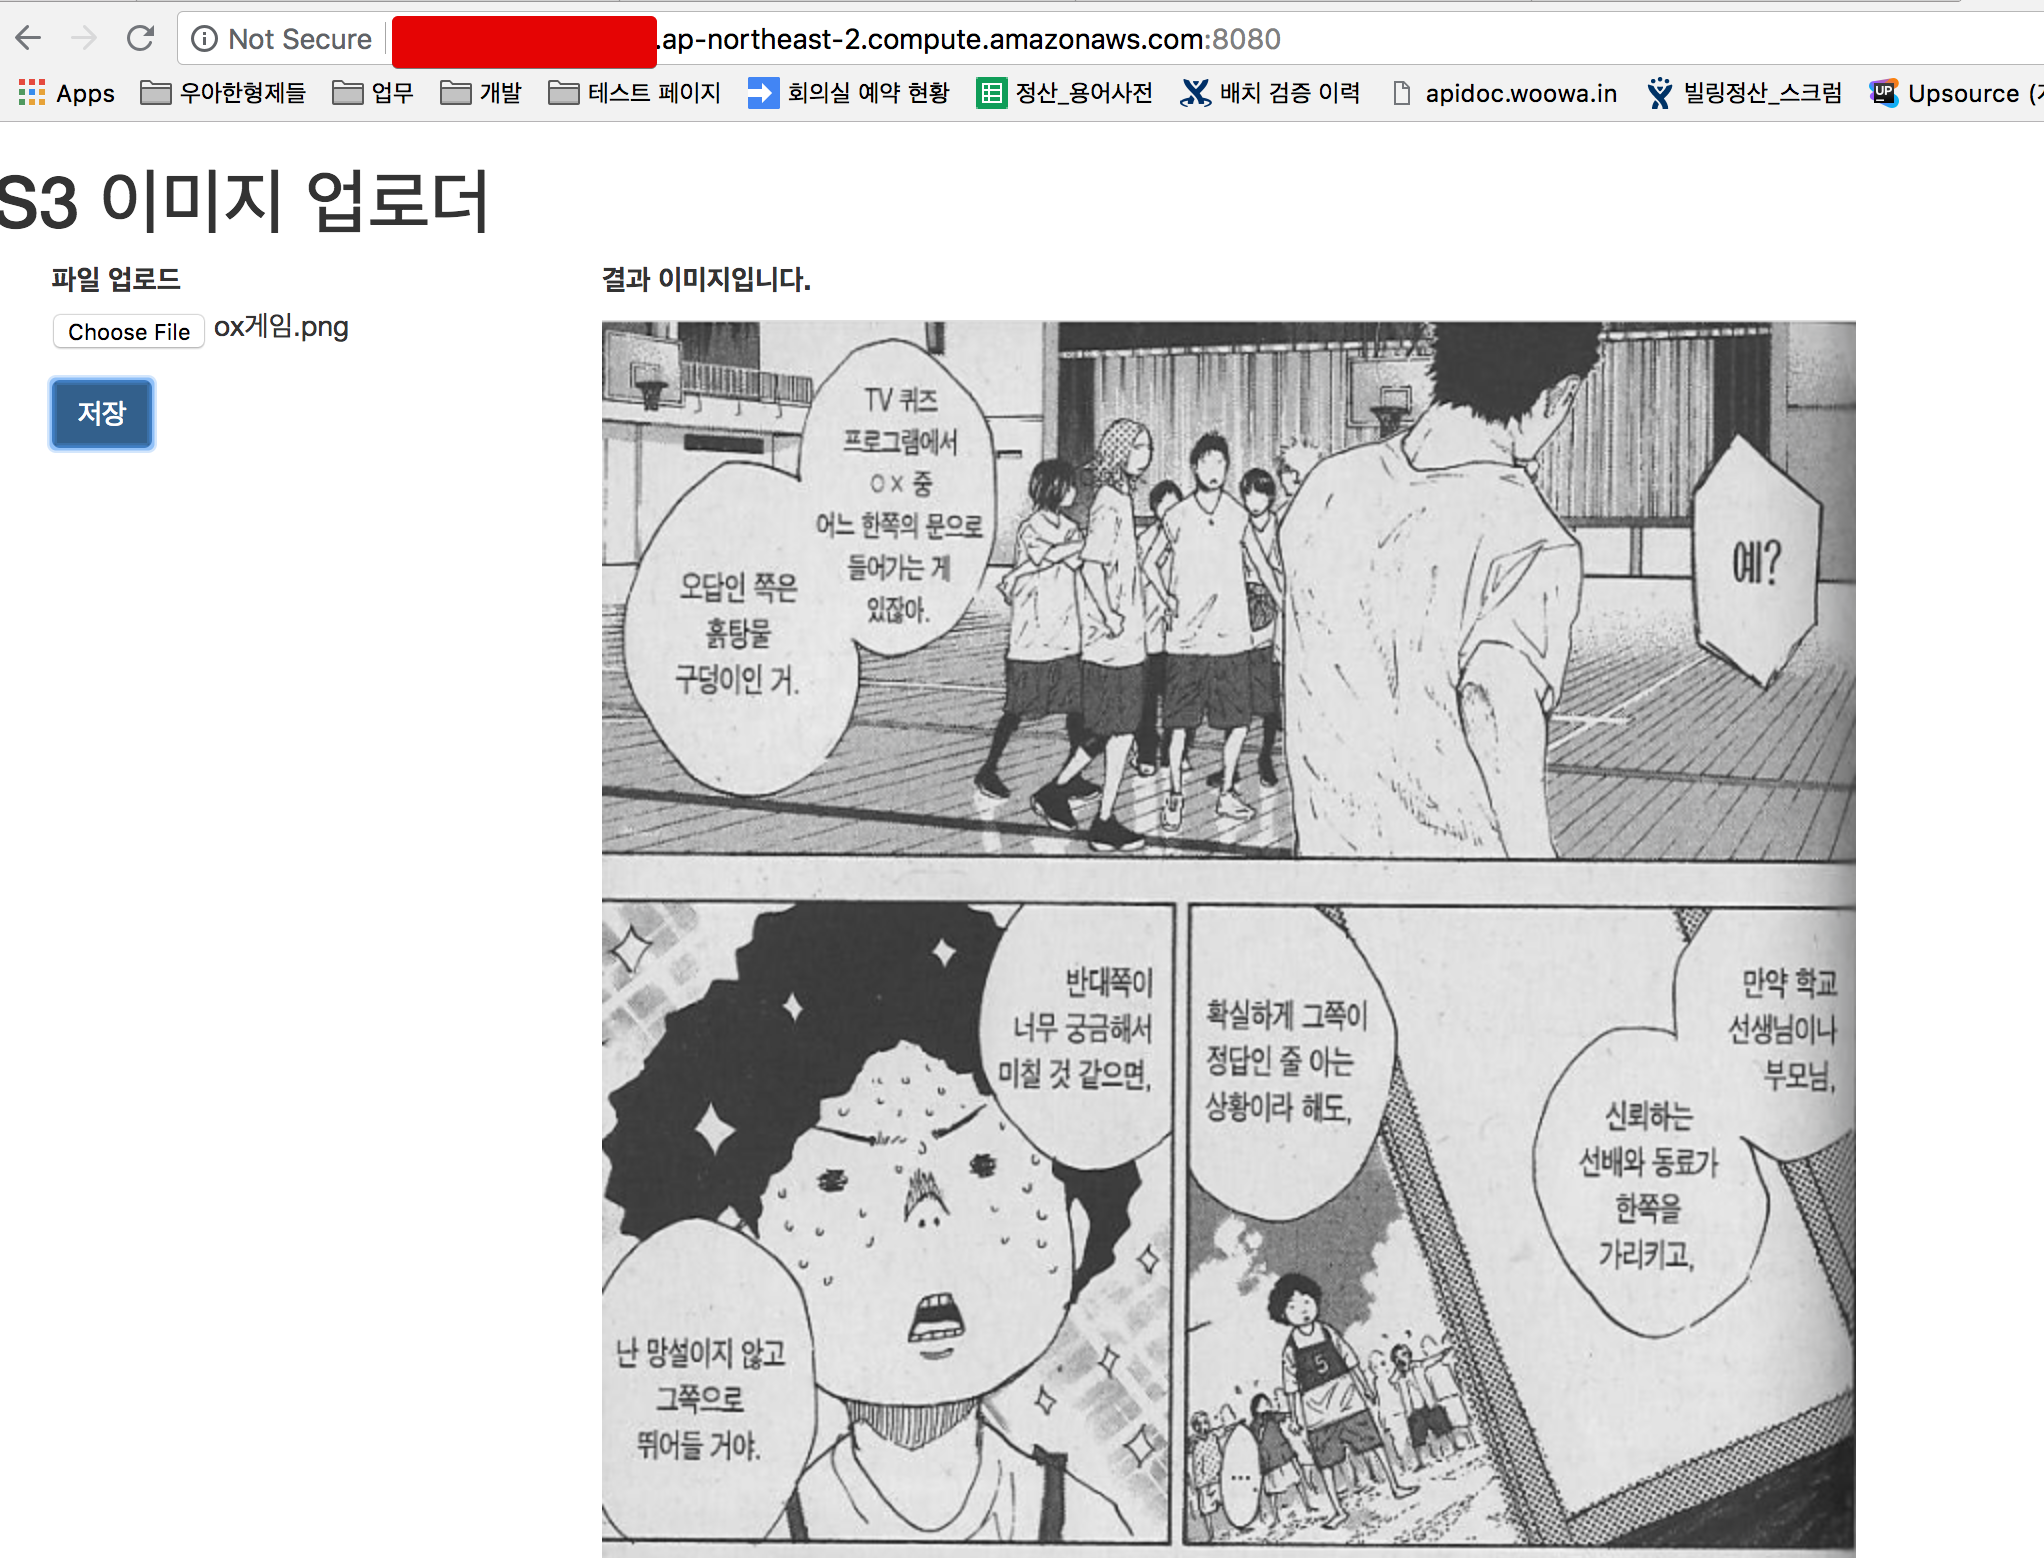 Not Secure
.ap-northeast-2.compute.amazonaws.com:8080
Apps
우아한형제들
업무
개발
테스트 페이지
회의실 예약 현황
정산_용어사전
배치 검증 이력
apidoc.woowa.in
빌링정산_스크럼
UP
Upsource
S3 이미지 업로더
파일 업로드
Choose File ox게임.png
저장
결과 이미지입니다.
예?
TV 퀴즈
프로그램에서
O X 중
어느 한쪽의 문으로
들어가는 게
있잖아.
오답인 쪽은
흙탕물
구덩이인 거.
만약 학교
선생님이나
부모님,
신뢰하는
선배와 동료가
한쪽을
가리키고,
확실하게 그쪽이
정답인 줄 아는
상황이라 해도,
5
...
반대쪽이
너무 궁금해서
미칠 것 같으면,
난 망설이지 않고
그쪽으로
뛰어들 거야.